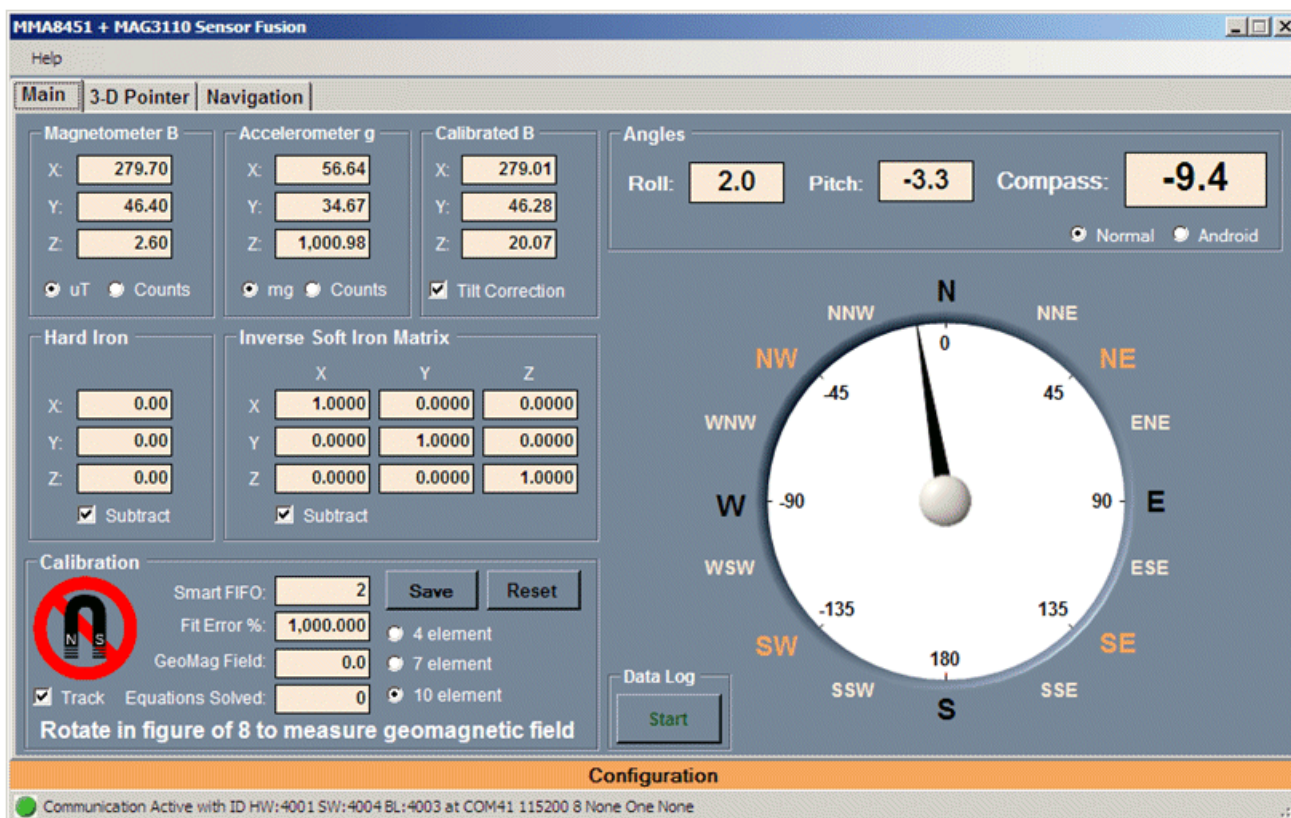 MMA8451 + MAG3110 Sensor Fusion
Help
Main 3-D Pointer Navigation
Magnetometer B
X: 279.70
Y: 46.40
Z: 2.60
uT Counts
Accelerometer g
X: 56.64
Y: 34.67
Z: 1,000.98
mg Counts
Calibrated B
X: 279.01
Y: 46.28
Z: 20.07
Tilt Correction
Angles
Roll: 2.0 Pitch: -3.3 Compass: -9.4
Normal Android
Hard Iron
X: 0.00
Y: 0.00
Z: 0.00
Subtract
Inverse Soft Iron Matrix
X Y Z
X 1.0000 0.0000 0.0000
Y 0.0000 1.0000 0.0000
Z 0.0000 0.0000 1.0000
Subtract
N
NNW NNE
0
NW NE
-45 45
WNW ENE
W -90 90 E
WSW ESE
-135 135
SW SE
180
SSW SSE
S
Calibration
N S
Smart FIFO: 2
Fit Error %: 1,000.000
GeoMag Field: 0.0
Track Equations Solved: 0
Save Reset
4 element
7 element
10 element
Rotate in figure of 8 to measure geomagnetic field
Data Log
Start
Configuration
Communication Active with ID HW:4001 SW:4004 BL:4003 at COM41 115200 8 None One None